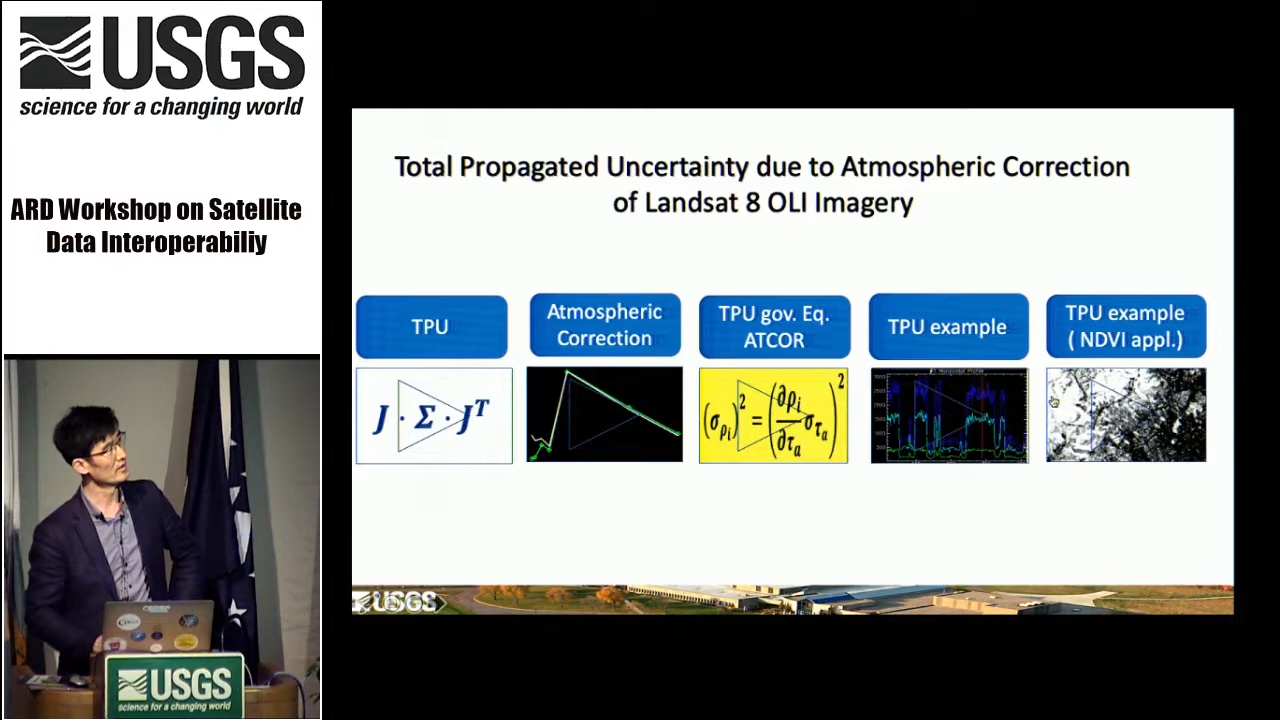 USGS
science for a changing world
ARD Workshop on Satellite
Data Interoperabiliy
Total Propagated Uncertainty due to Atmospheric Correction
of Landsat 8 OLI Imagery
TPU
Atmospheric
Correction
TPU gov. Eq.
ATCOR
TPU example
TPU example
( NDVI appl.)
J · Σ · Jᵀ
(σ_ρᵢ)² = (∂ρᵢ/∂τₐ σ_τₐ)²
USGS
USGS
science for a changing world